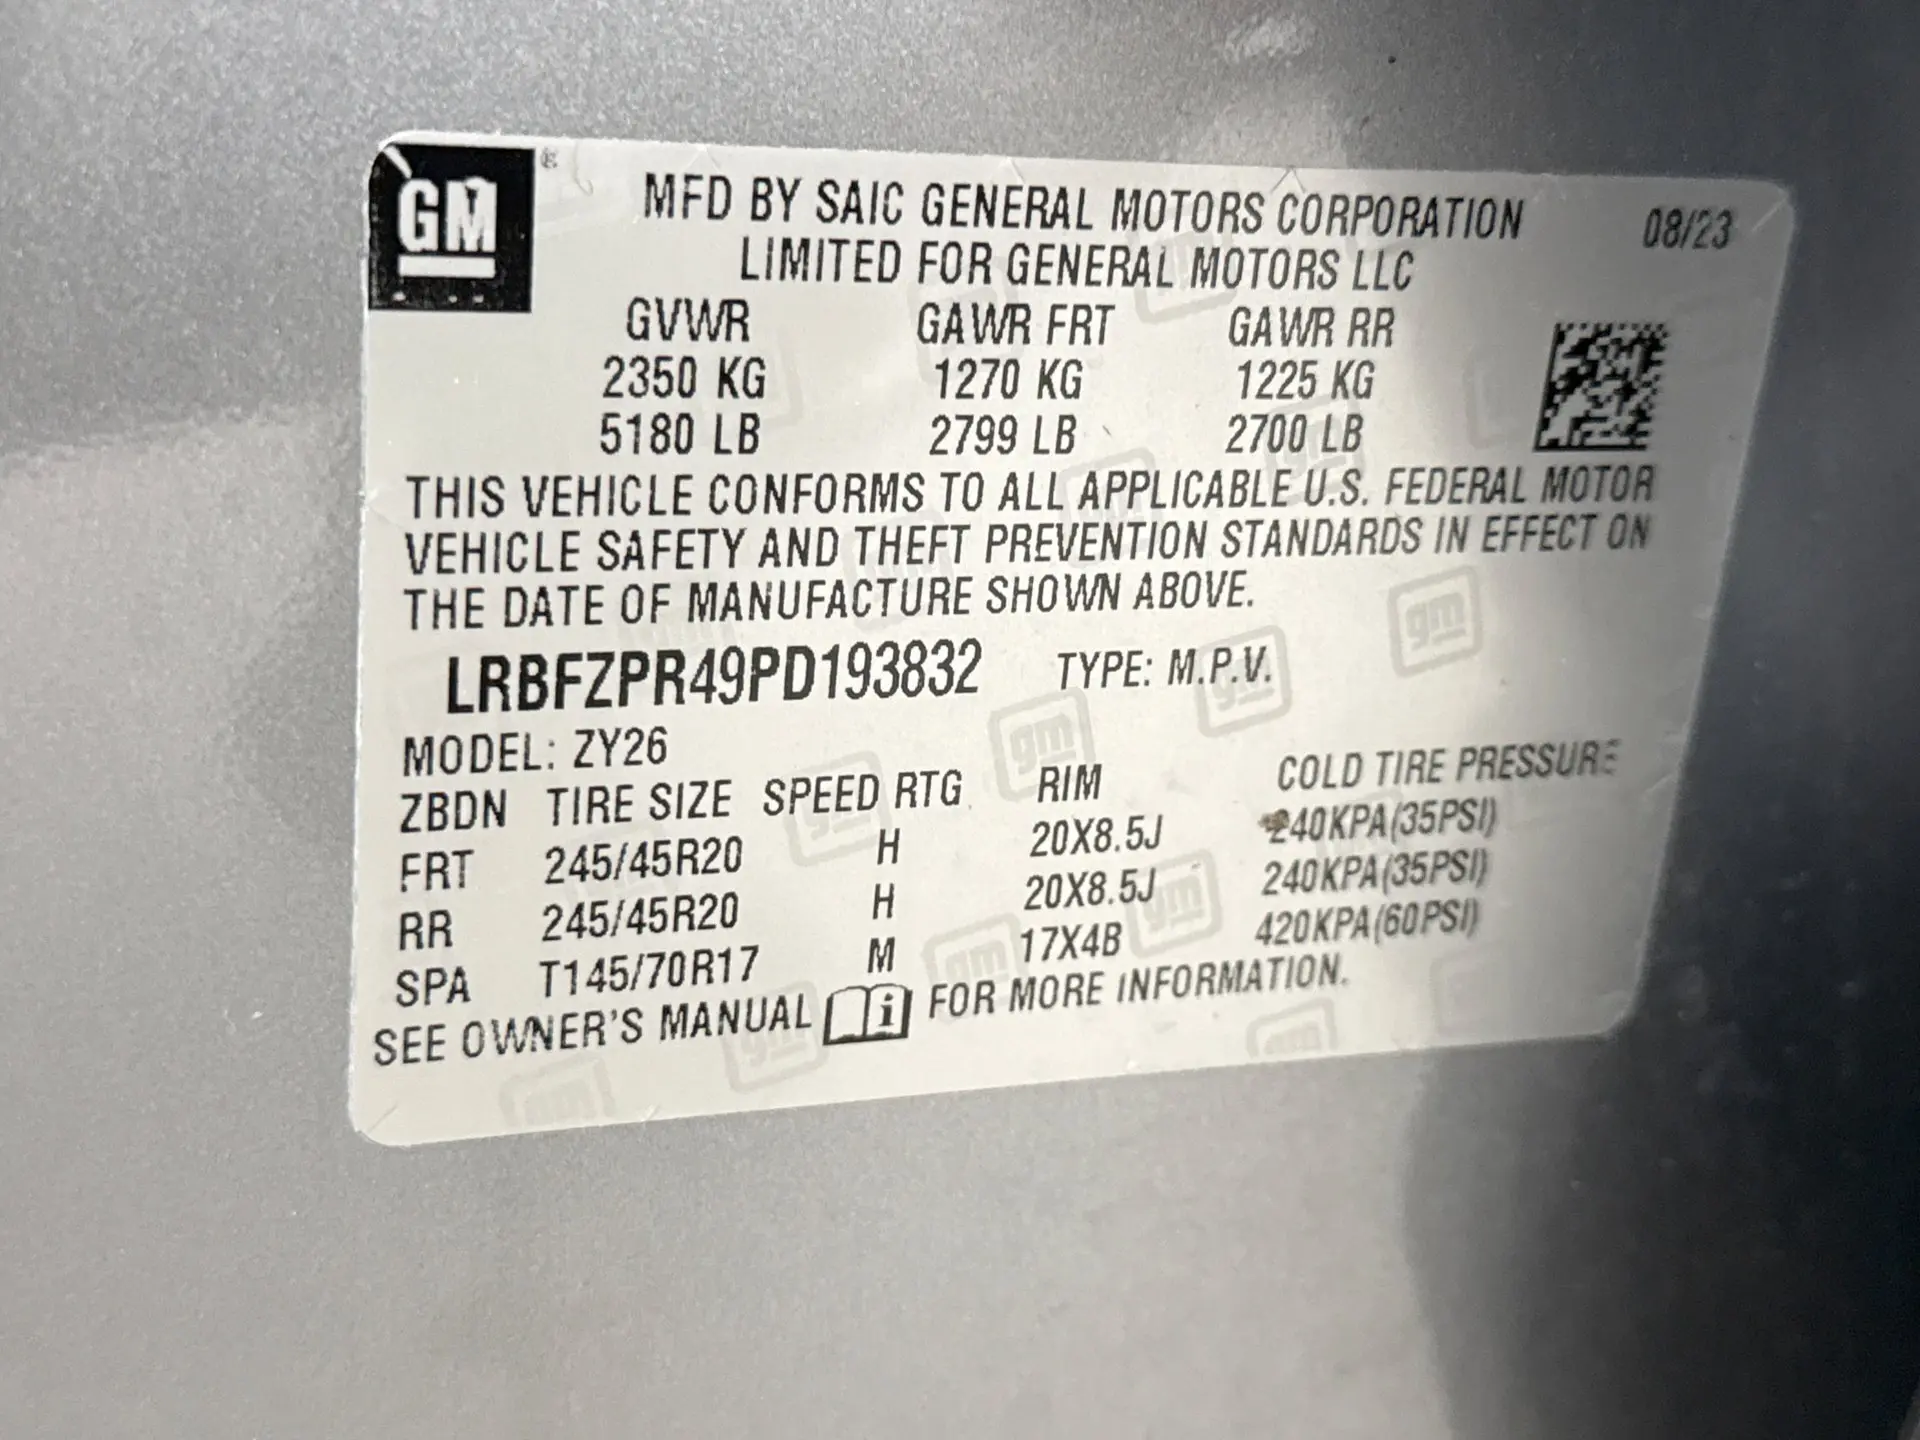 GM ®
MFD BY SAIC GENERAL MOTORS CORPORATION 08/23
LIMITED FOR GENERAL MOTORS LLC
GVWR GAWR FRT GAWR RR
2350 KG 1270 KG 1225 KG
5180 LB 2799 LB 2700 LB
THIS VEHICLE CONFORMS TO ALL APPLICABLE U.S. FEDERAL MOTOR
VEHICLE SAFETY AND THEFT PREVENTION STANDARDS IN EFFECT ON
THE DATE OF MANUFACTURE SHOWN ABOVE.
LRBFZPR49PD193832 TYPE: M.P.V.
MODEL: ZY26
ZBDN TIRE SIZE SPEED RTG RIM COLD TIRE PRESSURE
FRT 245/45R20 H 20X8.5J 240KPA(35PSI)
RR 245/45R20 H 20X8.5J 240KPA(35PSI)
SPA T145/70R17 M 17X4B 420KPA(60PSI)
SEE OWNER'S MANUAL i FOR MORE INFORMATION.